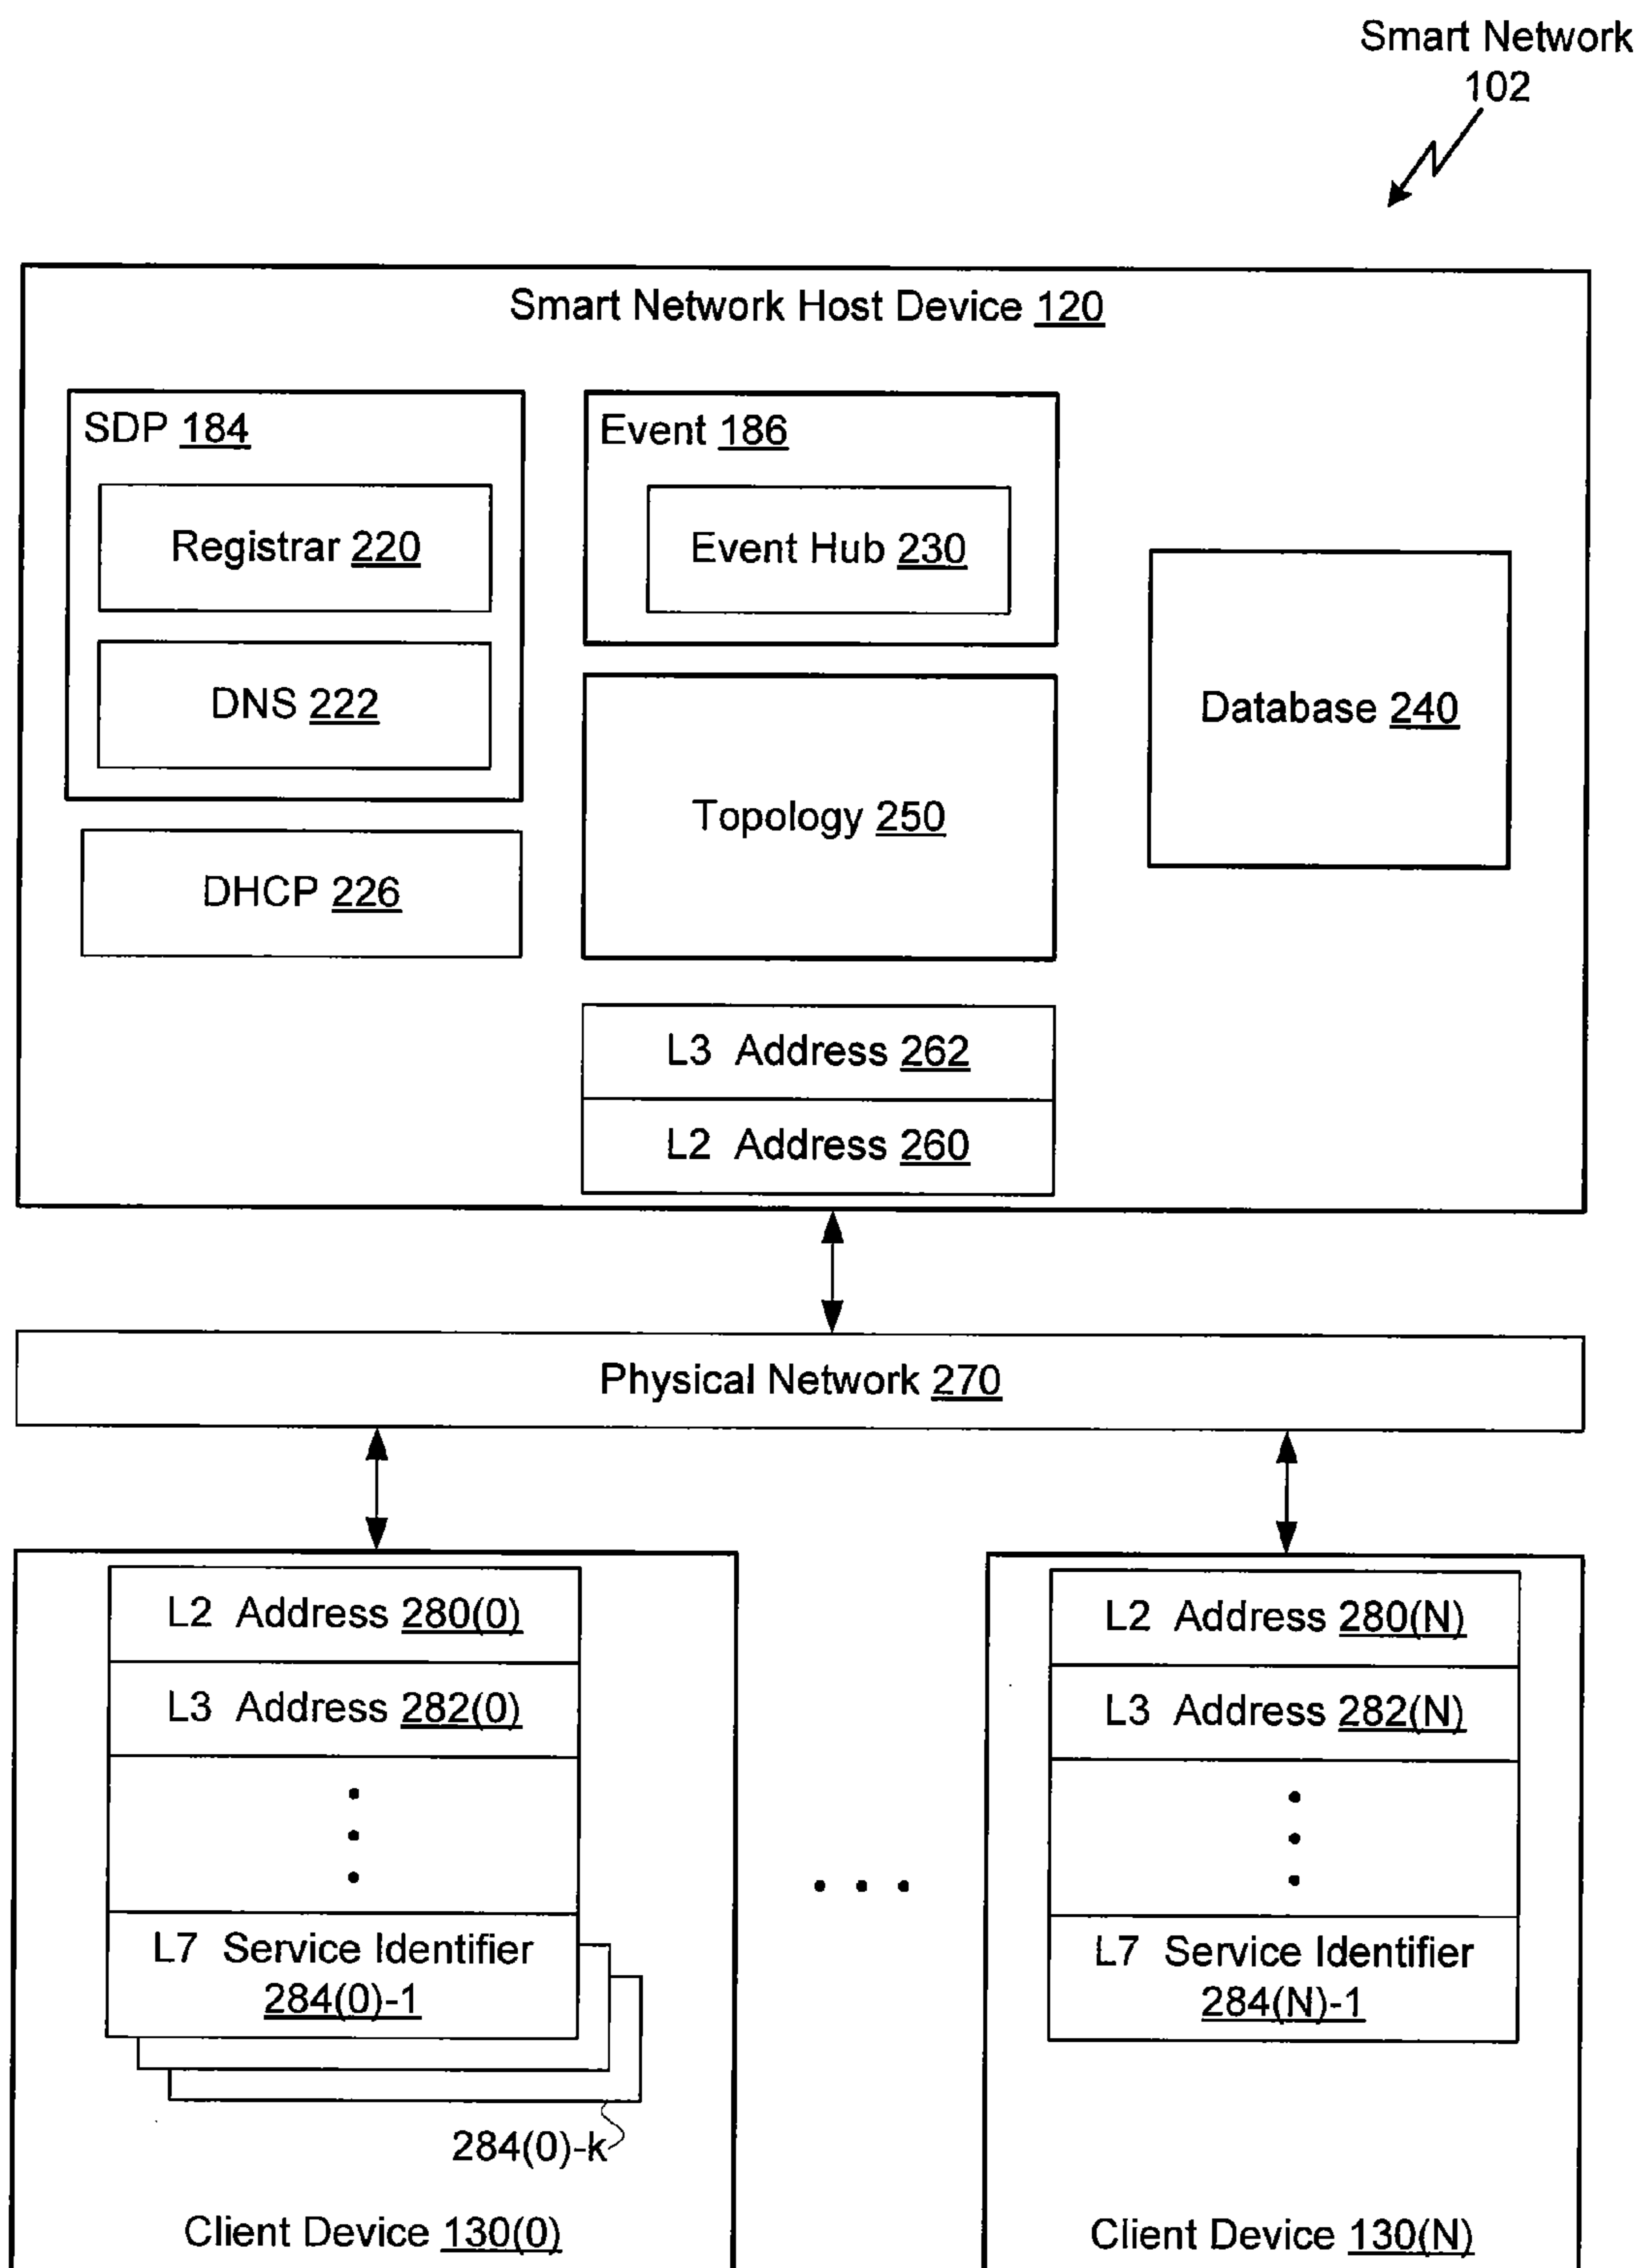 Smart Network
102
Smart Network Host Device 120
SDP 184
Registrar 220
DNS 222
DHCP 226
Event 186
Event Hub 230
Topology 250
Database 240
L3 Address 262
L2 Address 260
Physical Network 270
L2 Address 280(0)
L3 Address 282(0)
L7 Service Identifier
284(0)-1
284(0)-k
Client Device 130(0)
L2 Address 280(N)
L3 Address 282(N)
L7 Service Identifier
284(N)-1
Client Device 130(N)